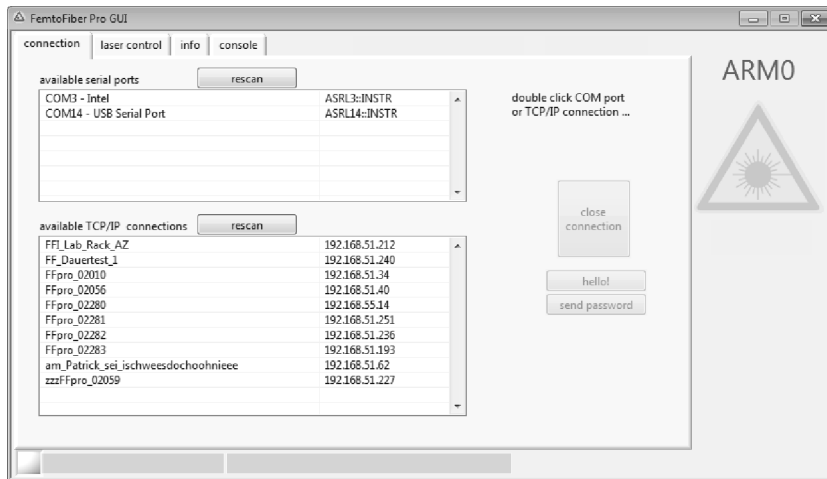 FemtoFiber Pro GUI
connection laser control info console
ARM0
available serial ports rescan
COM3 - Intel ASRL3::INSTR
COM14 - USB Serial Port ASRL14::INSTR
double click COM port
or TCP/IP connection ...
close
connection
available TCP/IP connections rescan
FFI_Lab_Rack_AZ 192.168.51.212
FF_Dauertest_1 192.168.51.240
FFpro_02010 192.168.51.34
FFpro_02056 192.168.51.40
FFpro_02280 192.168.55.14
FFpro_02281 192.168.51.251
FFpro_02282 192.168.51.236
FFpro_02283 192.168.51.193
am_Patrick_sei_ischweesdochoohnieee 192.168.51.62
zzzFFpro_02059 192.168.51.227
hello!
send password